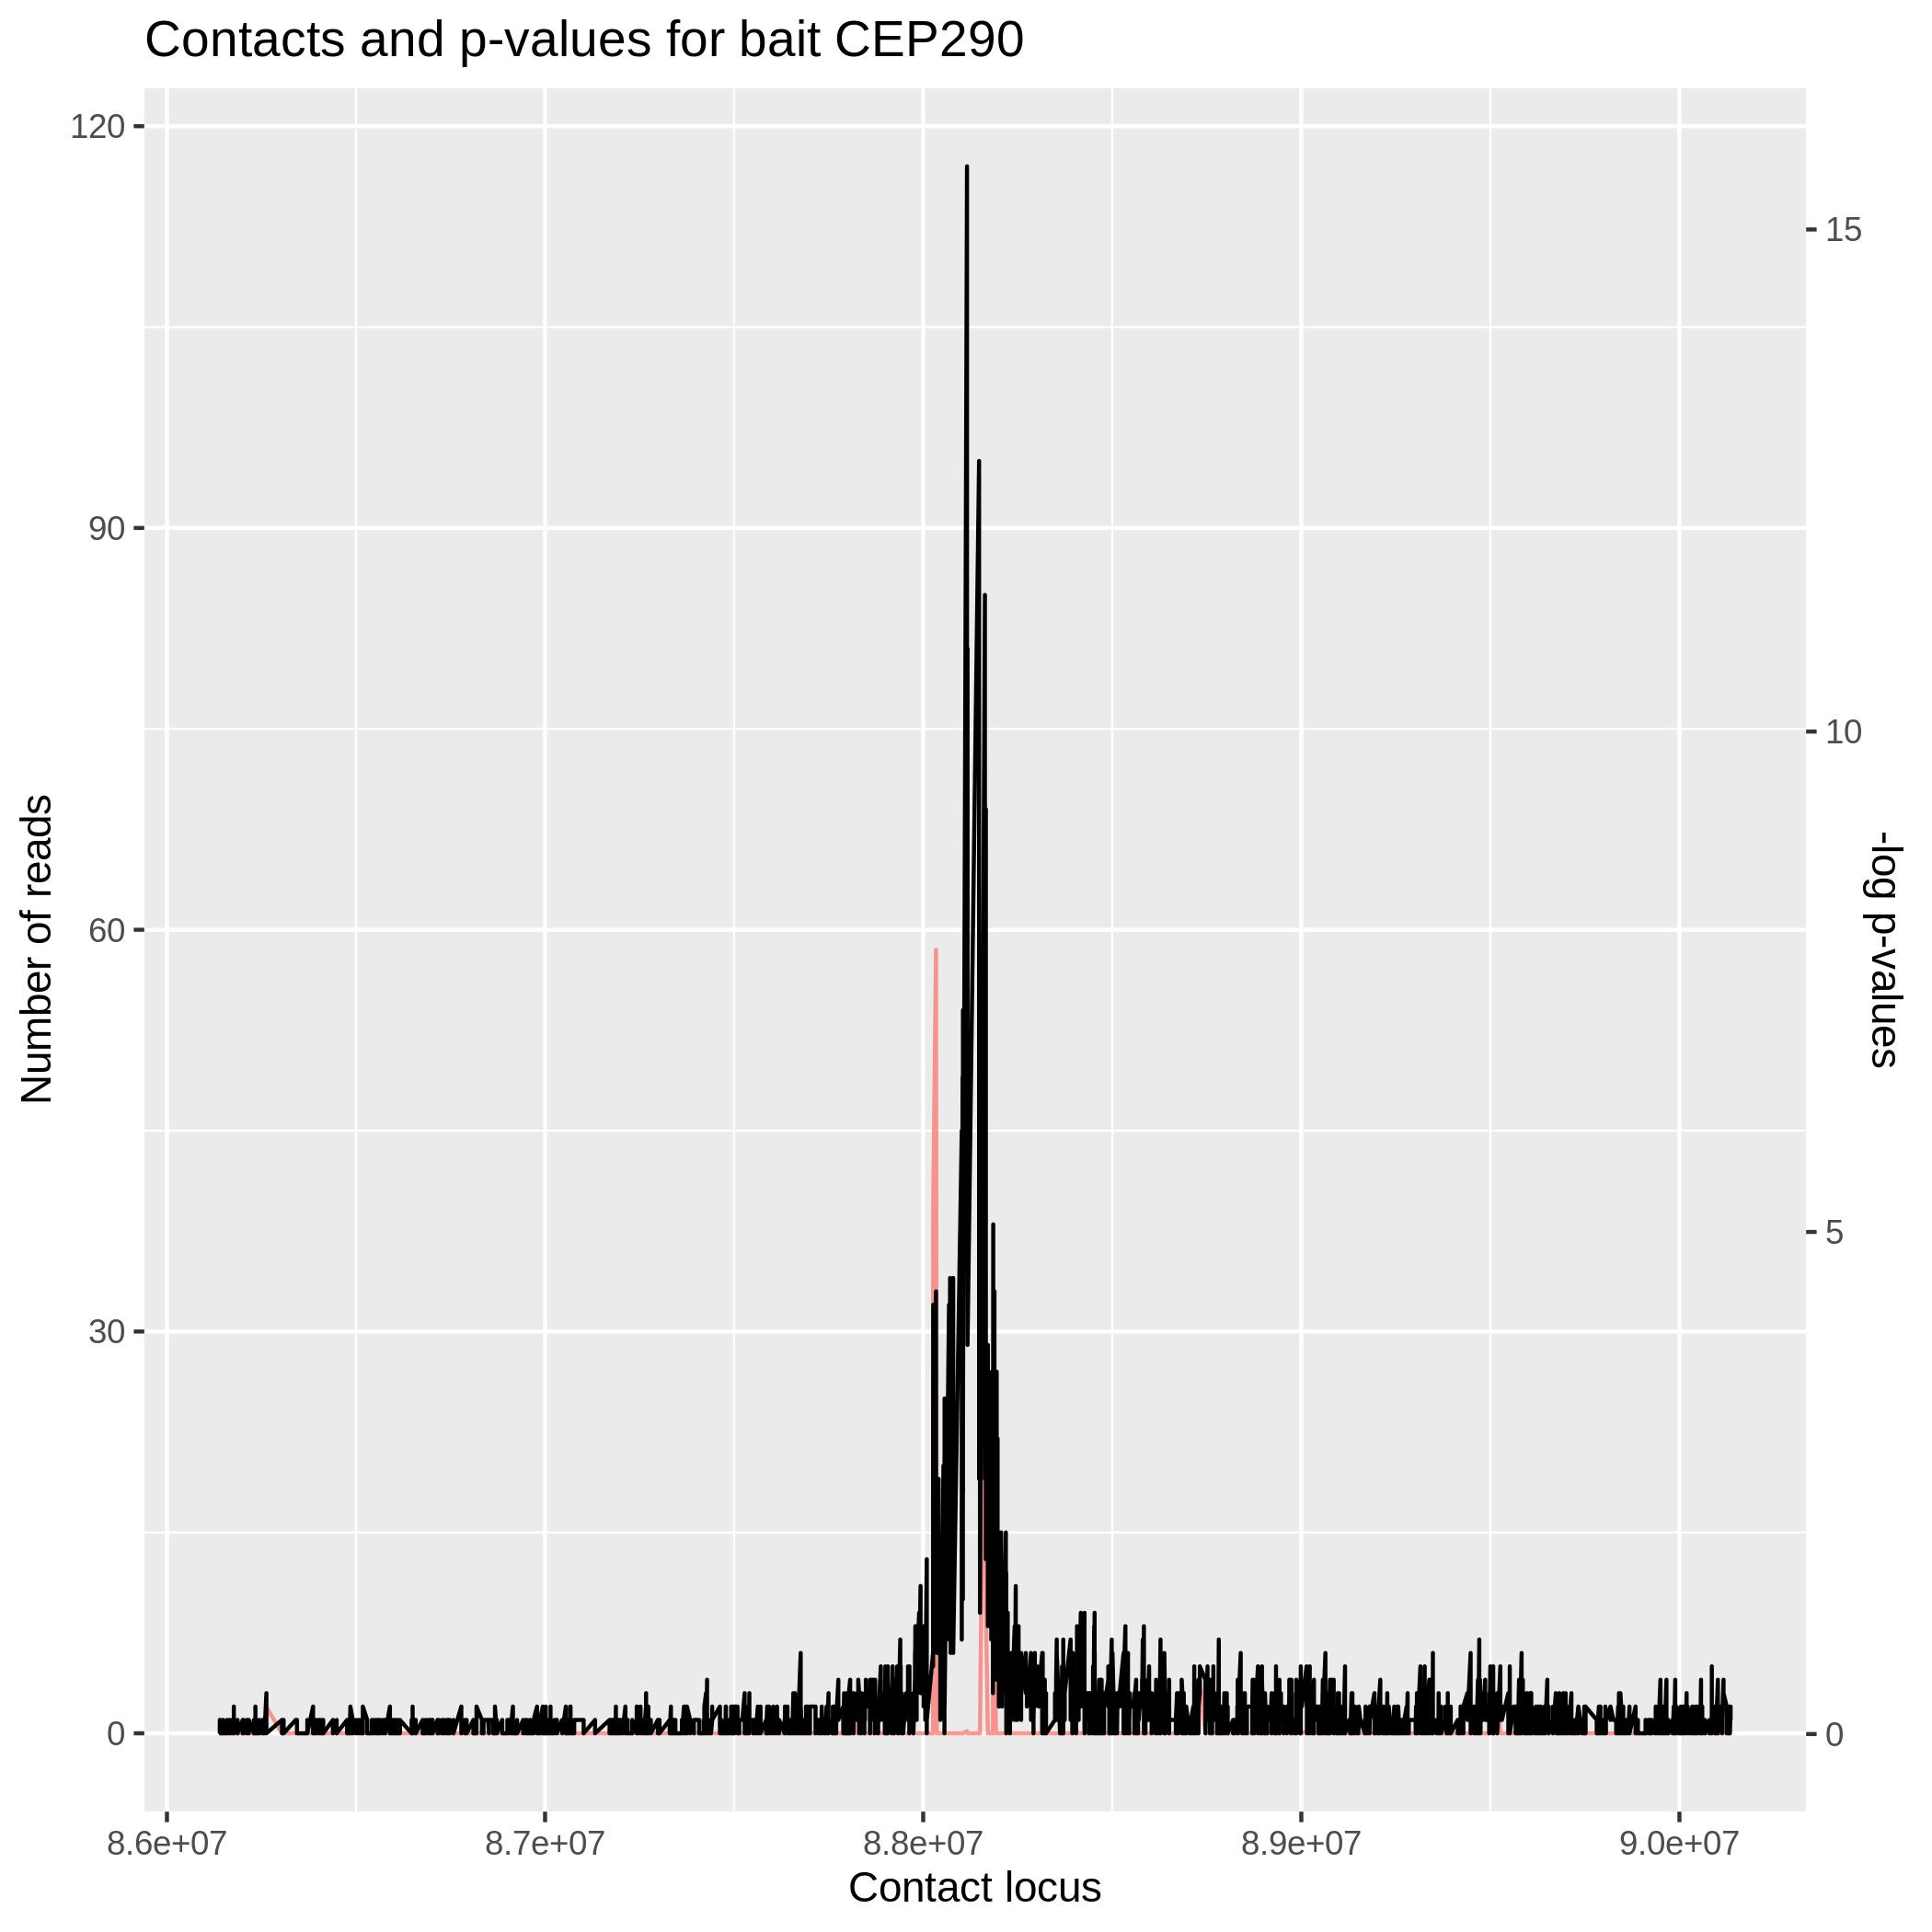 Contacts and p-values for bait CEP290
120
90
60
30
0
Number of reads
15
10
5
0
-log p-values
8.6e+07
8.7e+07
8.8e+07
8.9e+07
9.0e+07
Contact locus